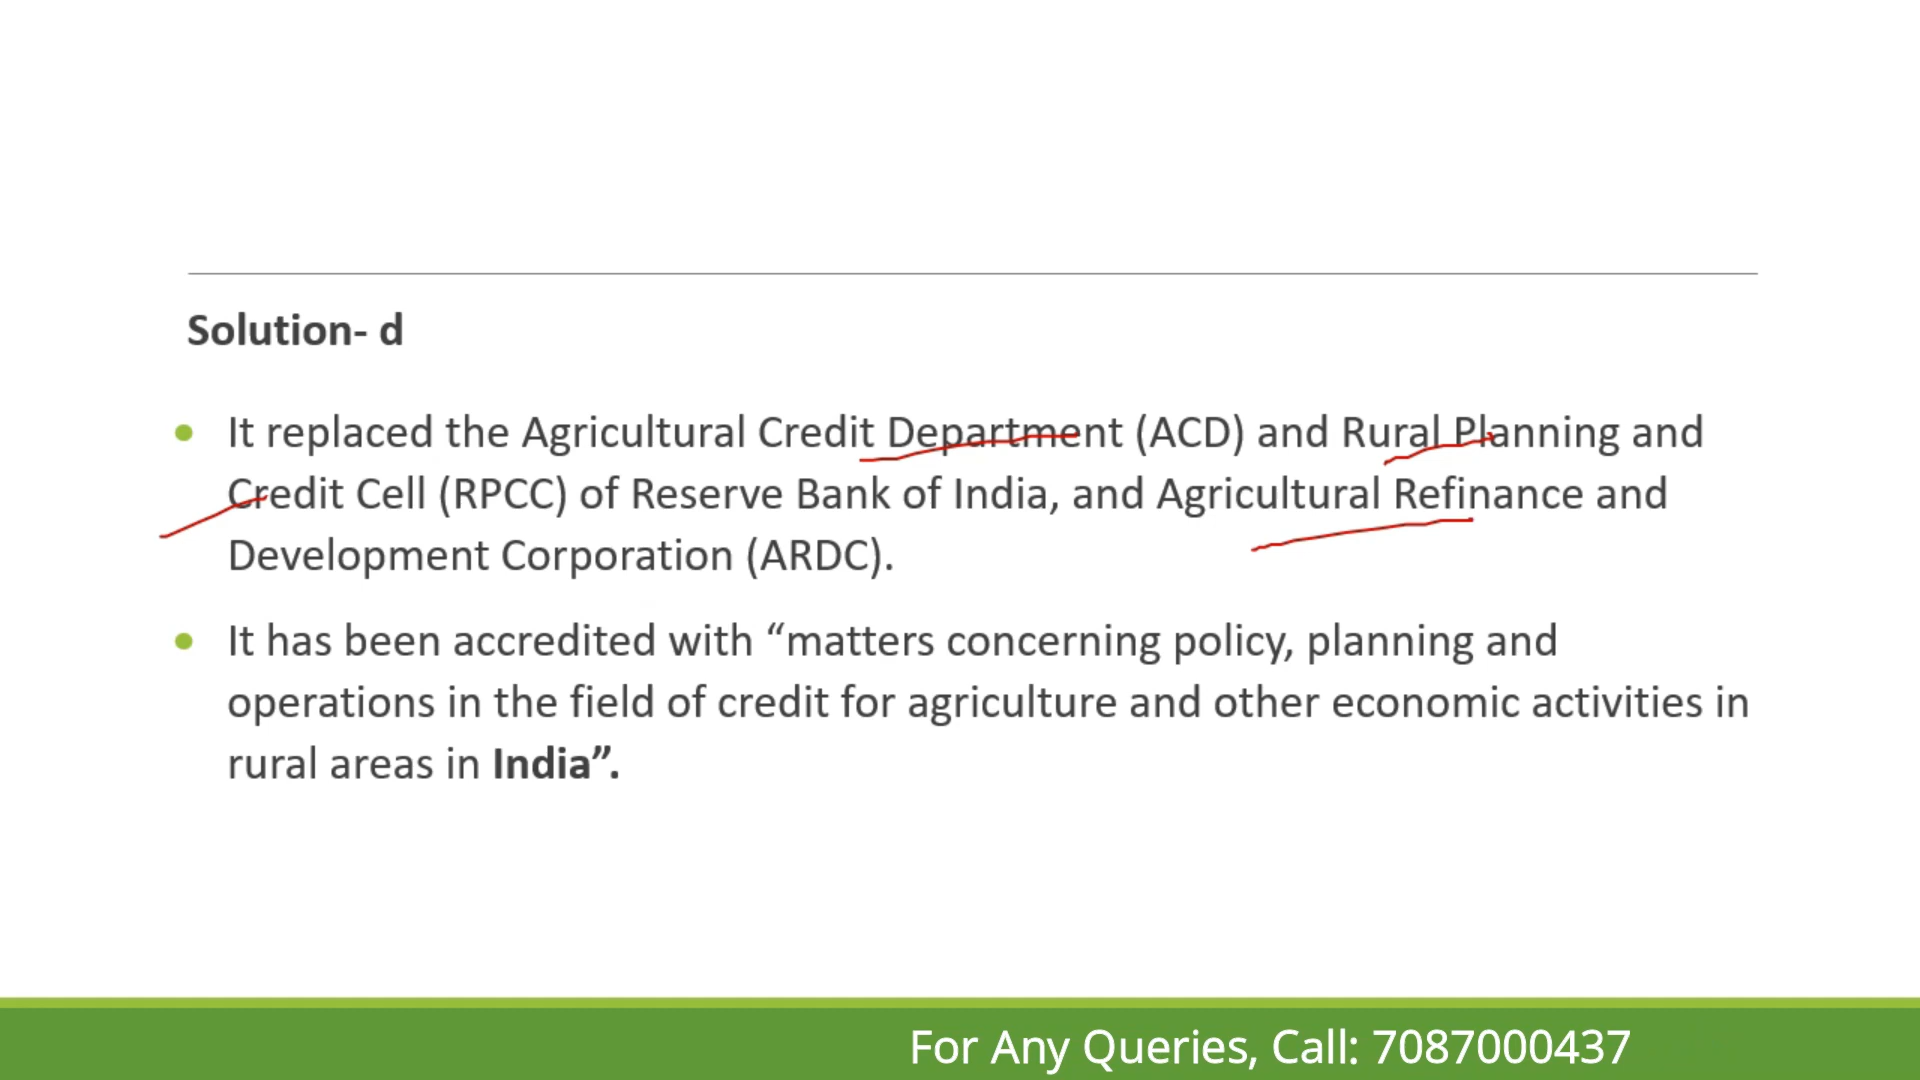 Solution- d
It replaced the Agricultural Credit Department (ACD) and Rural Planning and
Credit Cell (RPCC) of Reserve Bank of India, and Agricultural Refinance and
Development Corporation (ARDC).
It has been accredited with “matters concerning policy, planning and
operations in the field of credit for agriculture and other economic activities in
rural areas in India”.
For Any Queries, Call: 7087000437